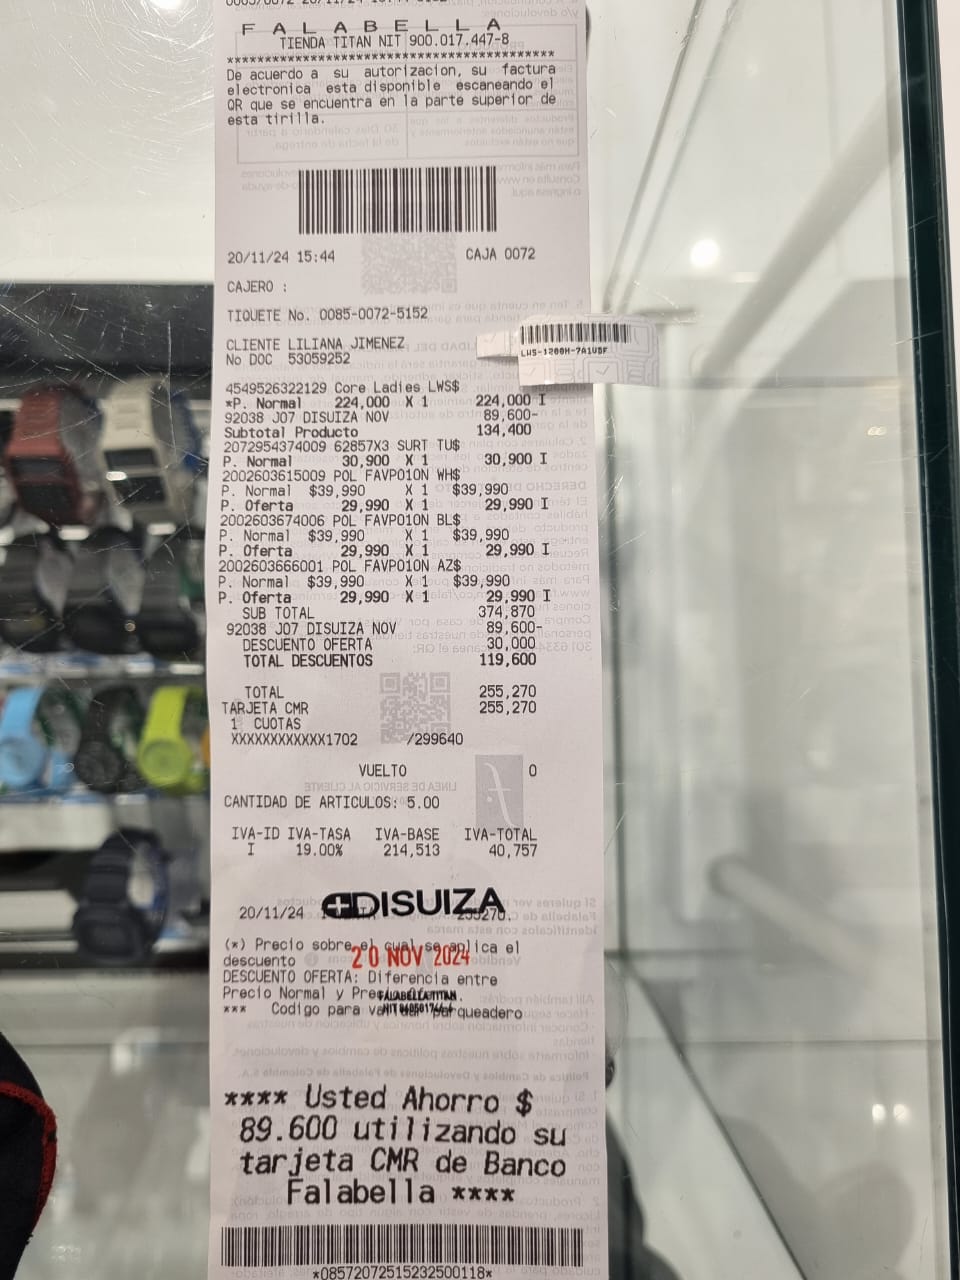 F A L A B E L L A
TIENDA TITAN NIT 900.017.447-8
****************************************
De acuerdo a su autorizacion, su factura
electronica esta disponible escaneando el
QR que se encuentra en la parte superior de
esta tirilla.
20/11/24 15:44 CAJA 0072
CAJERO :
TIQUETE No. 0085-0072-5152
CLIENTE LILIANA JIMENEZ
No DOC 53059252
LWS-1200H-7A1VDF
4549526322129 Core Ladies LWS$
*P. Normal 224,000 X 1 224,000 I
92038 J07 DISUIZA NOV 89,600-
Subtotal Producto 134,400
2072954374009 62857X3 SURT TU$
P. Normal 30,900 X 1 30,900 I
2002603615009 POL FAVPO1ON WH$
P. Normal $39,990 X 1 $39,990
P. Oferta 29,990 X 1 29,990 I
2002603674006 POL FAVPO1ON BL$
P. Normal $39,990 X 1 $39,990
P. Oferta 29,990 X 1 29,990 I
2002603666001 POL FAVPO1ON AZ$
P. Normal $39,990 X 1 $39,990
P. Oferta 29,990 X 1 29,990 I
SUB TOTAL 374,870
92038 J07 DISUIZA NOV 89,600-
DESCUENTO OFERTA 30,000
TOTAL DESCUENTOS 119,600
TOTAL 255,270
TARJETA CMR 255,270
1 CUOTAS
XXXXXXXXXXXX1702 /299640
VUELTO 0
CANTIDAD DE ARTICULOS: 5.00
IVA-ID IVA-TASA IVA-BASE IVA-TOTAL
I 19.00% 214,513 40,757
DISUIZA
20/11/24 255270.
(*) Precio sobre el cual se aplica el
20 NOV 2024
descuento
DESCUENTO OFERTA: Diferencia entre
Precio Normal y
FALABELLA TITAN
*** Codigo para parqueadero
**** Usted Ahorro $
89.600 utilizando su
tarjeta CMR de Banco
Falabella ****
*08572072515232500118*